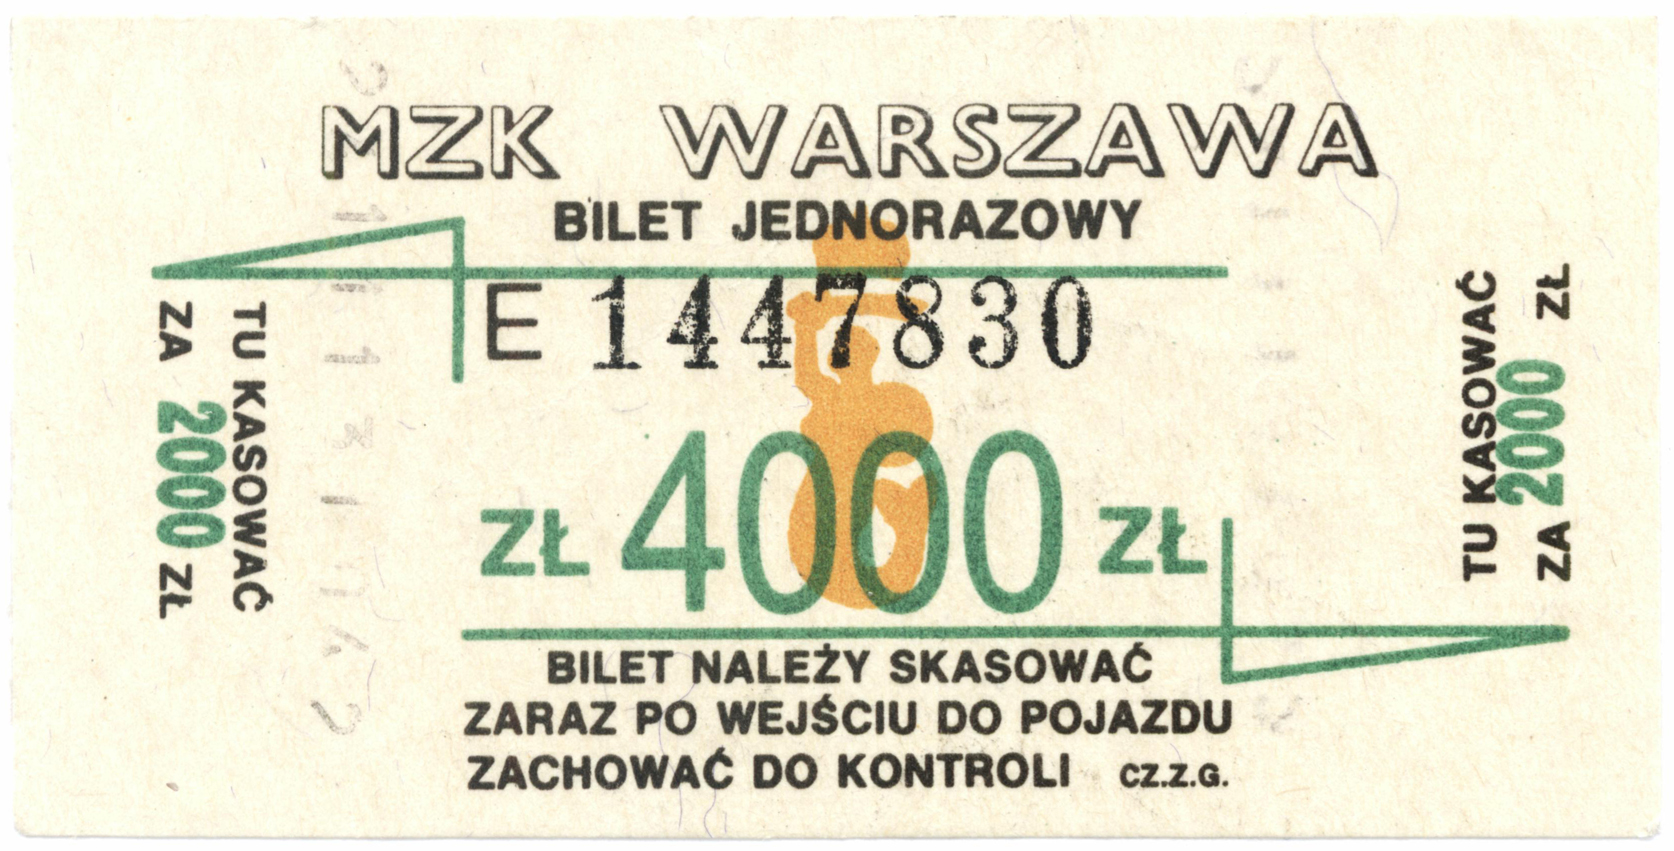 MZK WARSZAWA
BILET JEDNORAZOWY
E 1447830
ZŁ 4000 ZŁ
BILET NALEŻY SKASOWAĆ
ZARAZ PO WEJŚCIU DO POJAZDU
ZACHOWAĆ DO KONTROLI CZ.Z.G.
TU KASOWAĆ
ZA 2000 ZŁ
TU KASOWAĆ
ZA 2000 ZŁ